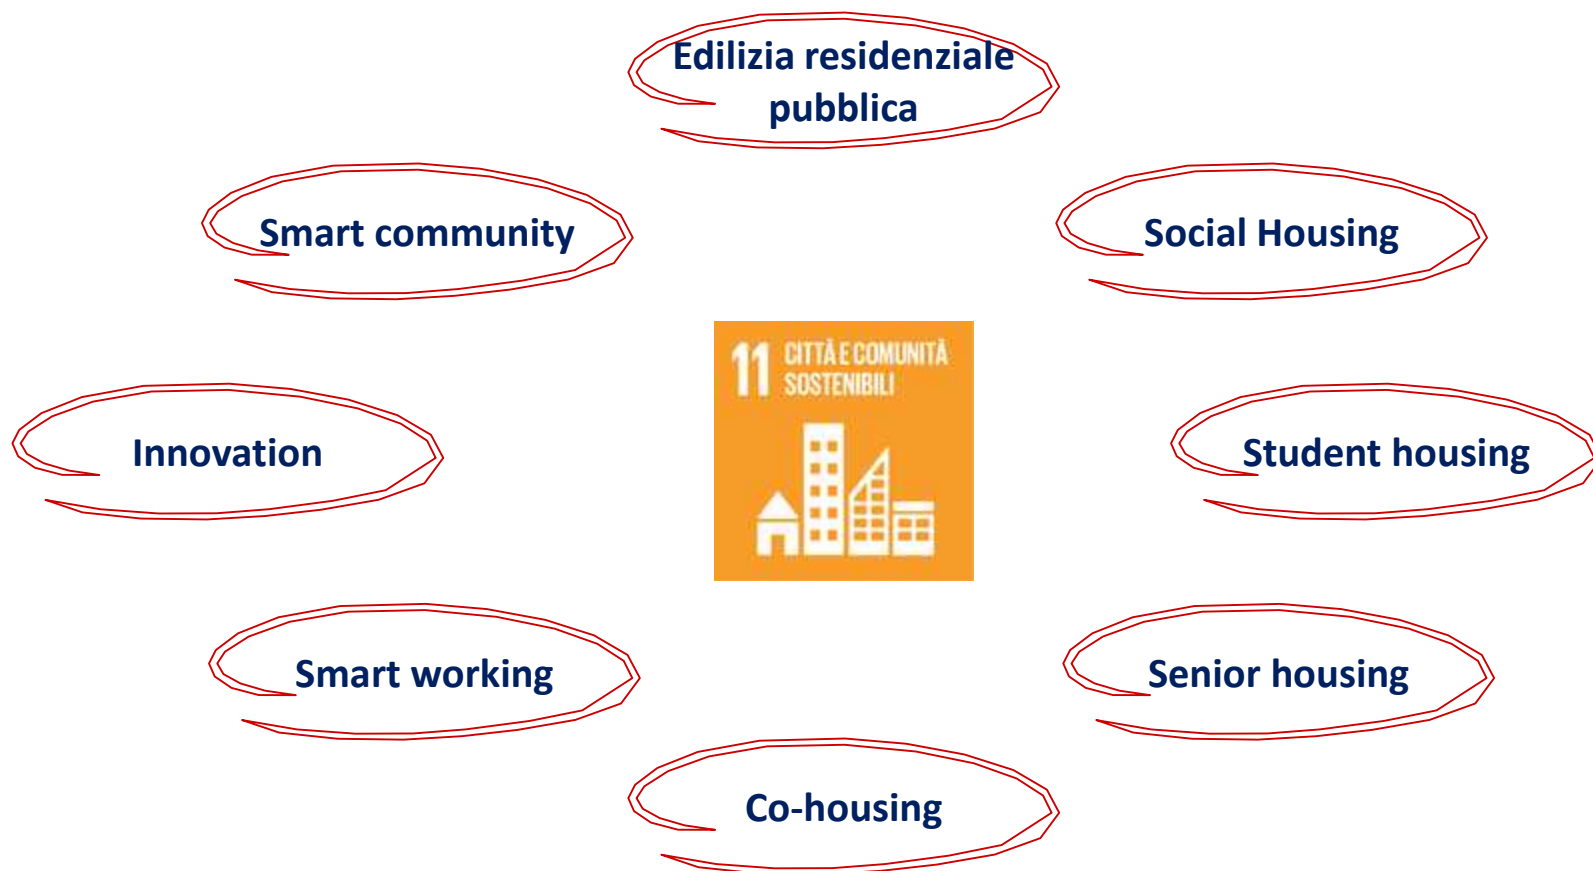 Edilizia residenziale
pubblica
Smart community
Social Housing
11 CITTÀ E COMUNITÀ
SOSTENIBILI
Innovation
Student housing
Smart working
Senior housing
Co-housing